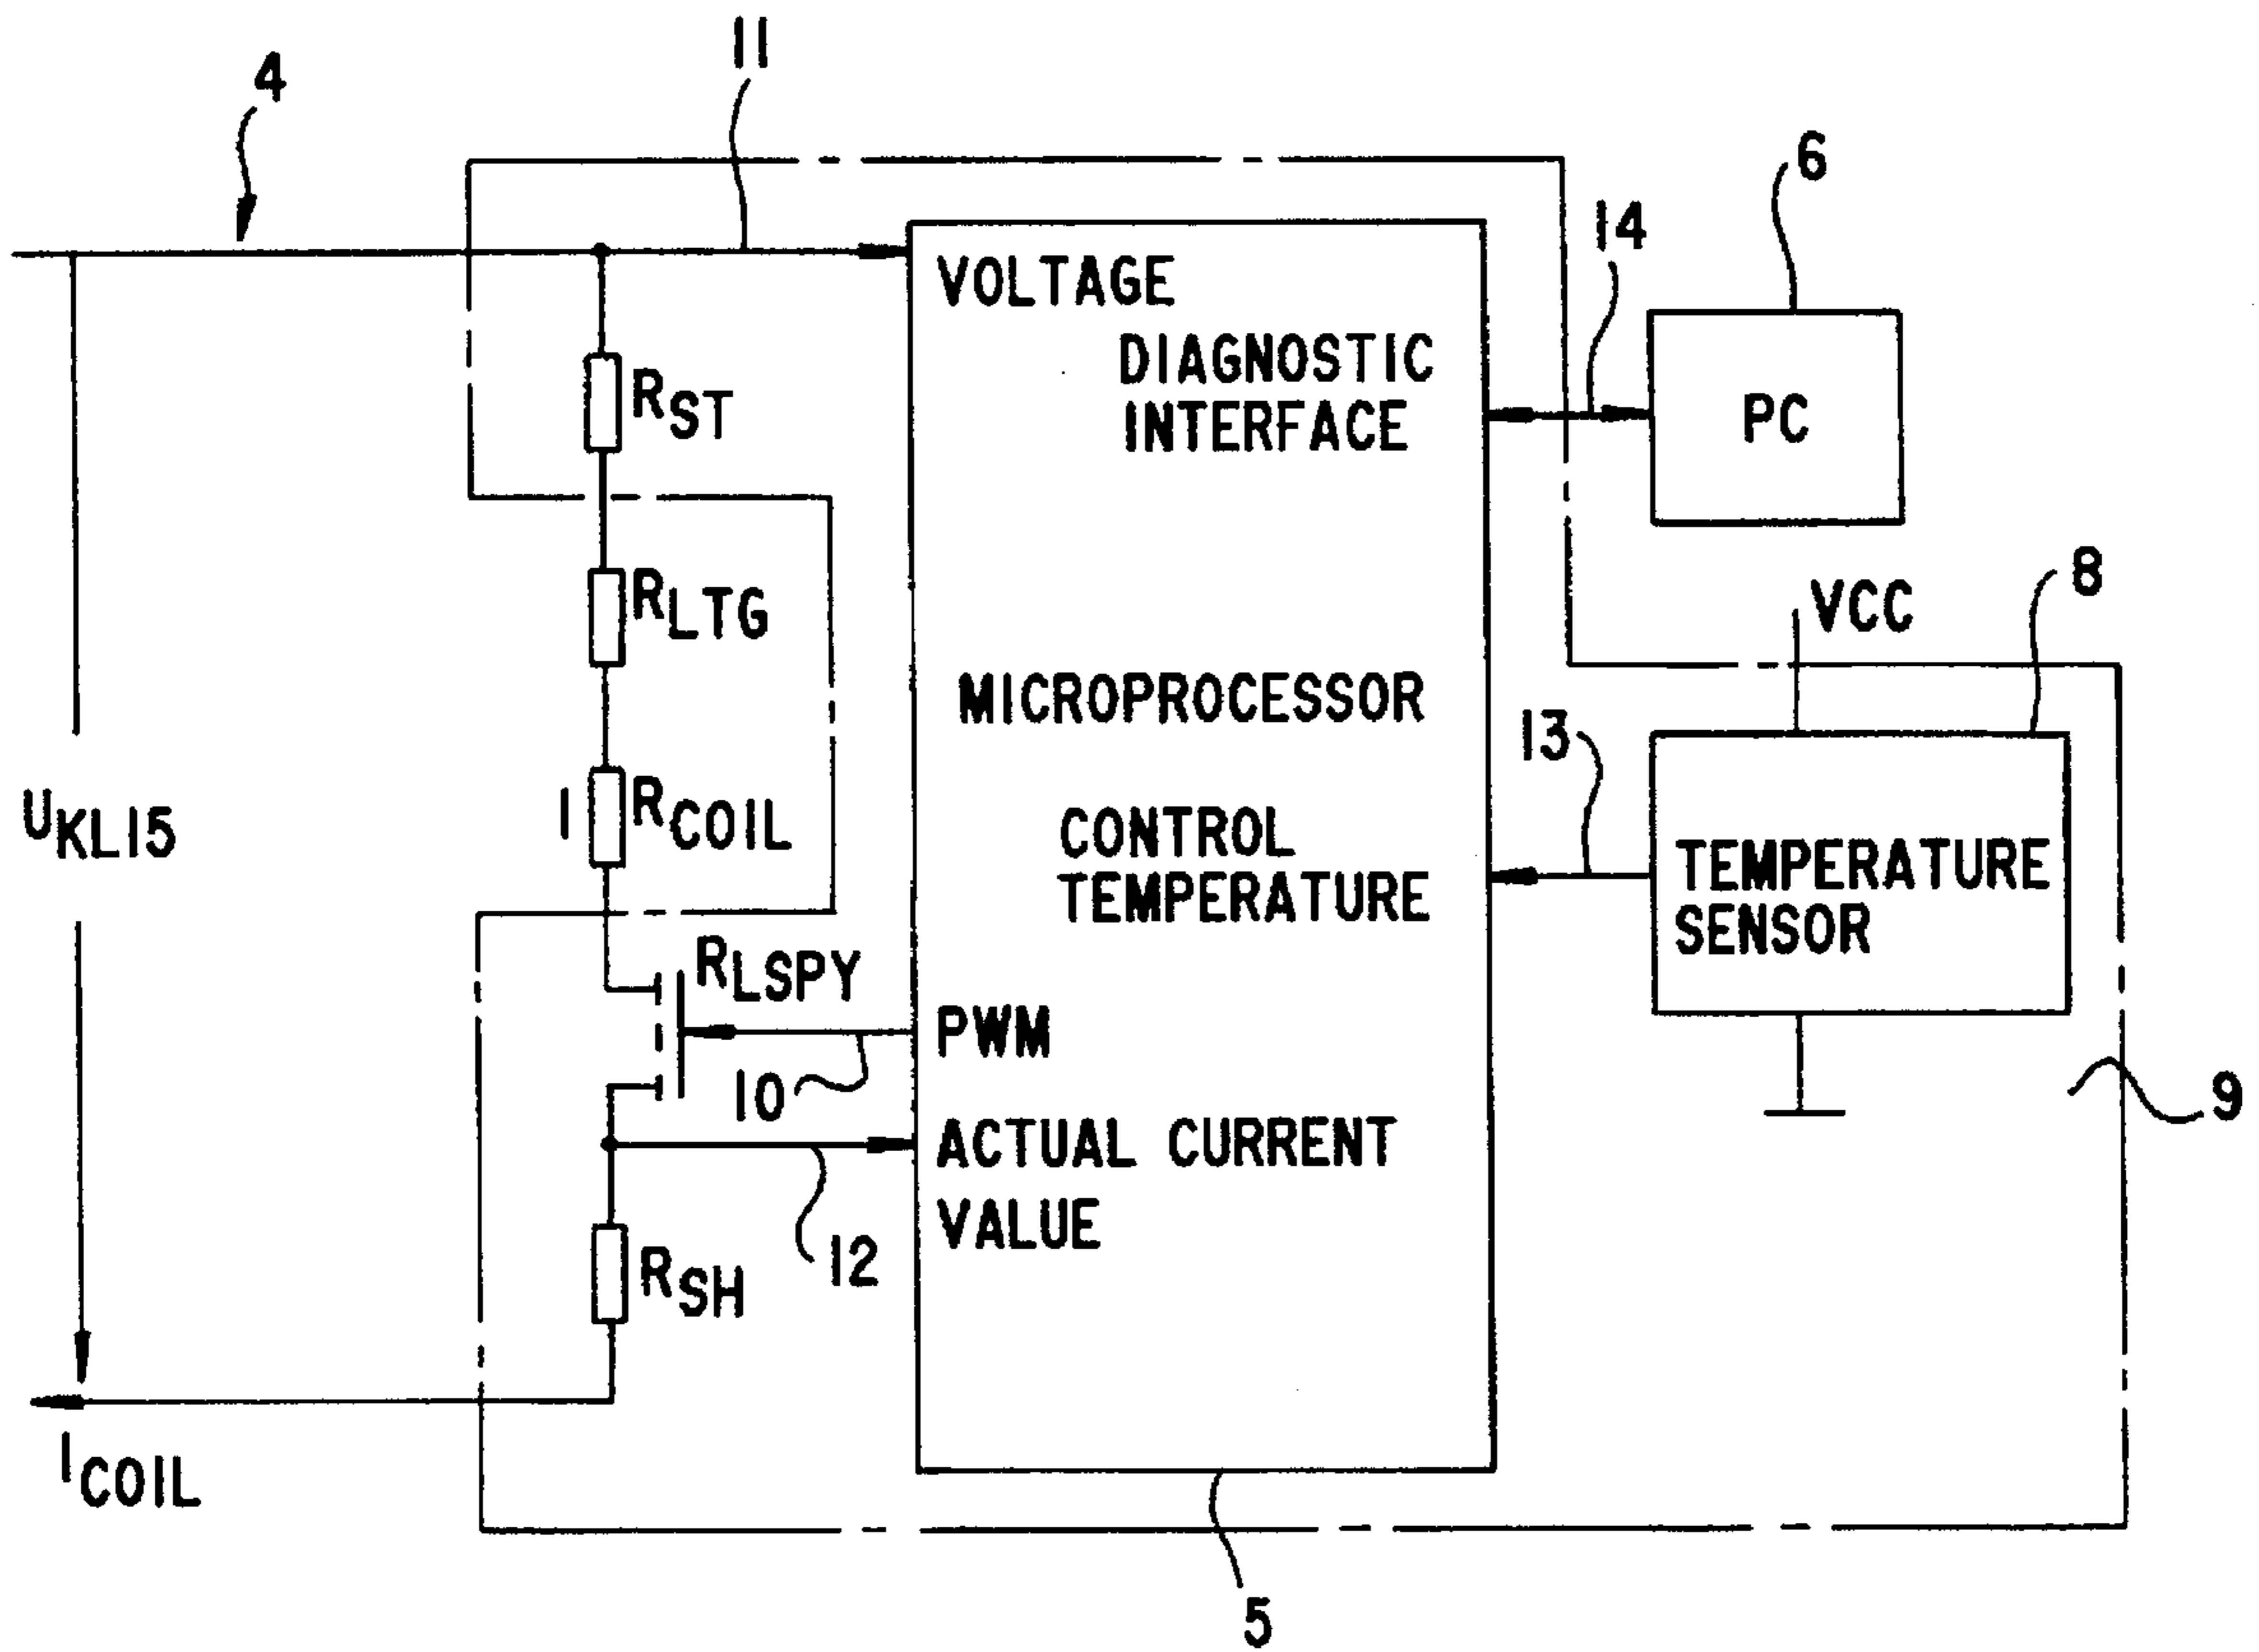 11
4
6
14
VOLTAGE
DIAGNOSTIC
INTERFACE
PC
RST
8
VCC
RLTG
MICROPROCESSOR
13
UKL15
1
RCOIL
CONTROL
TEMPERATURE
TEMPERATURE
SENSOR
RLSPY
PWM
10
9
ACTUAL CURRENT
VALUE
12
RSH
ICOIL
5